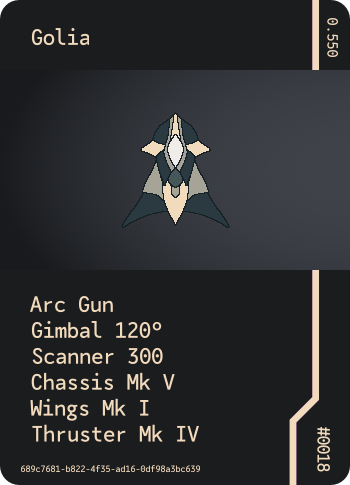 Golia
0.550
Arc Gun
Gimbal 120°
Scanner 300
Chassis Mk V
Wings Mk I
Thruster Mk IV
#0018
689c7681-b822-4f35-ad16-0df98a3bc639